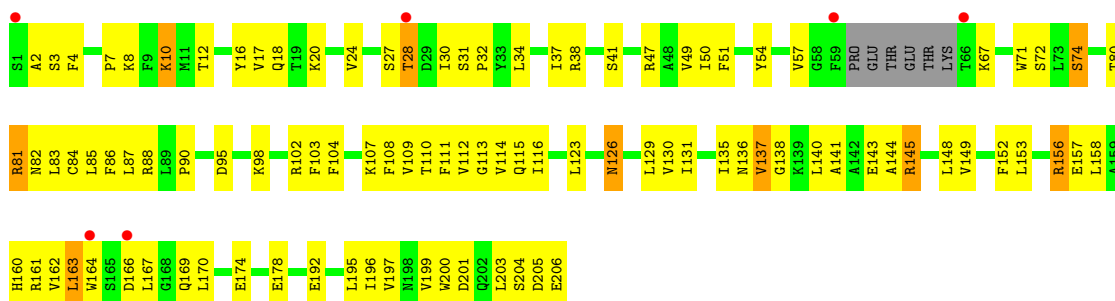 S1 A2 S3 F4 P7 K8 F9 K10 M11 T12 Y16 V17 Q18 T19 K20 V24 S27 T28 D29 I30 S31 P32 Y33 L34 I37 R38 S41 R47 A48 V49 I50 F51 Y54 V57 G58 F59 PRO GLU THR GLU THR LYS T66 K67 W71 S72 L73 S74 T80
R81 N82 L83 C84 L85 F86 L87 R88 L89 P90 D95 K98 R102 F103 F104 K107 F108 V109 T110 F111 V112 G113 V114 Q115 I116 L123 N126 L129 V130 I131 I135 N136 V137 G138 K139 L140 A141 A142 E143 A144 R145 L148 V149 F152 L153 R156 E157 L158 A159
H160 R161 V162 L163 W164 S165 D166 L167 G168 Q169 L170 E174 E178 E192 L195 I196 V197 N198 V199 W200 D201 Q202 L203 S204 D205 E206